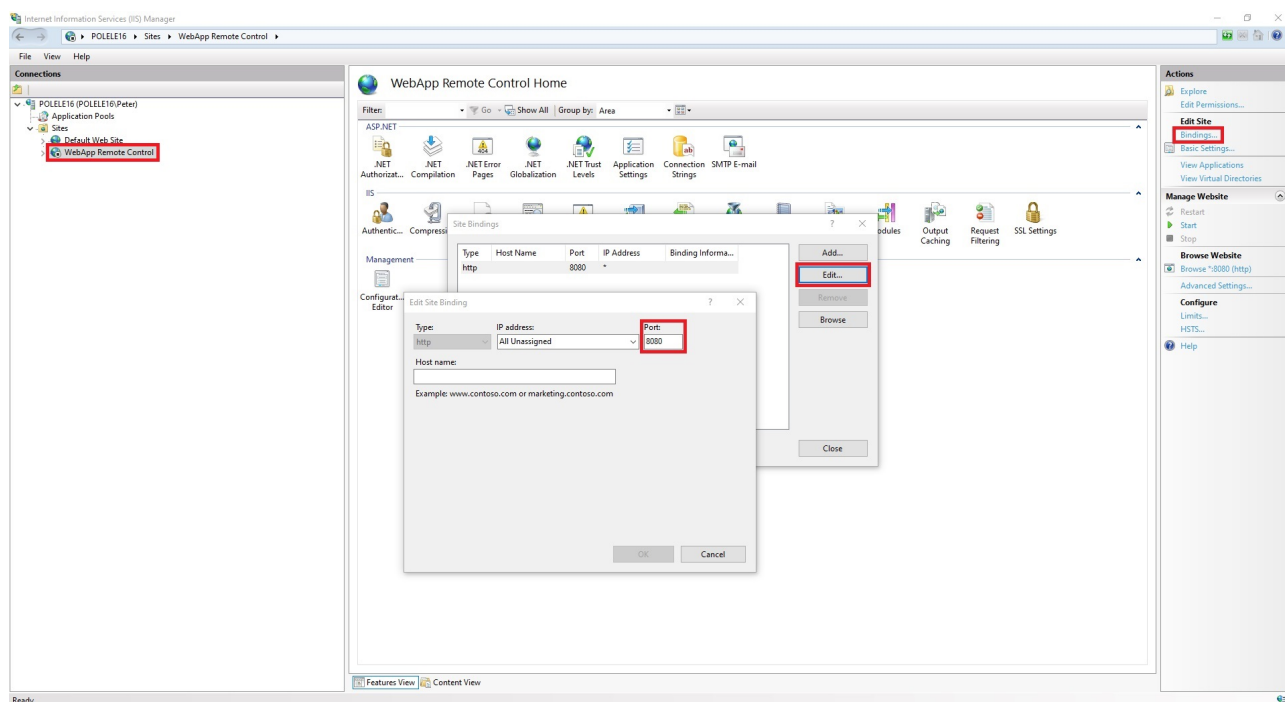 Internet Information Services (IIS) Manager
POLELE16 Sites WebApp Remote Control
File View Help
Connections
POLELE16 (POLELE16\Peter)
Application Pools
Sites
Default Web Site
WebApp Remote Control
WebApp Remote Control Home
Filter: Go Show All Group by: Area
ASP.NET
.NET Authorizat...
.NET Compilation
.NET Error Pages
.NET Globalization
.NET Trust Levels
Application Settings
Connection Strings
SMTP E-mail
IIS
Authentic...
Compressi
odules
Output Caching
Request Filtering
SSL Settings
Management
Configurat... Editor
Site Bindings
Type Host Name Port IP Address Binding Informa...
http 8080 *
Add...
Edit...
Remove
Browse
Close
Edit Site Binding
Type: IP address: Port:
http All Unassigned 8080
Host name:
Example: www.contoso.com or marketing.contoso.com
OK Cancel
Features View Content View
Ready
Actions
Explore
Edit Permissions...
Edit Site
Bindings...
Basic Settings...
View Applications
View Virtual Directories
Manage Website
Restart
Start
Stop
Browse Website
Browse *:8080 (http)
Advanced Settings...
Configure
Limits...
HSTS...
Help